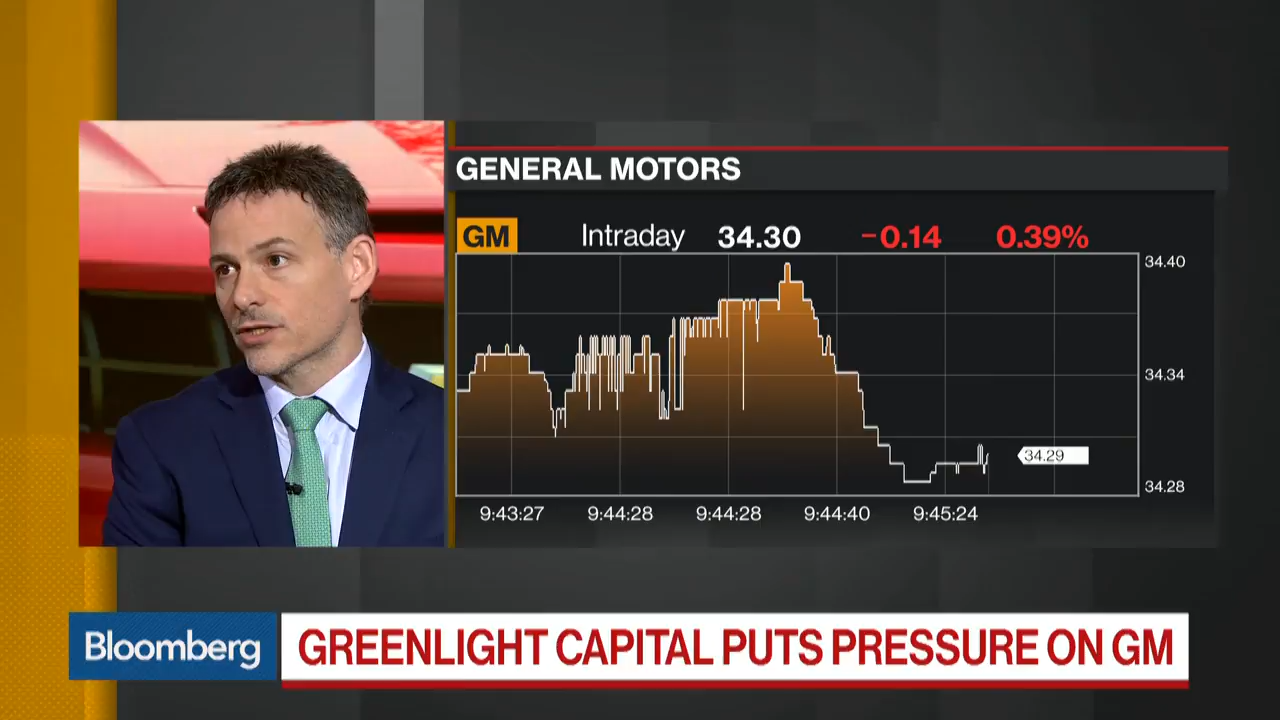 GENERAL MOTORS
GM Intraday 34.30 -0.14 0.39%
34.40
34.34
34.29
34.28
9:43:27 9:44:28 9:44:28 9:44:40 9:45:24
Bloomberg
GREENLIGHT CAPITAL PUTS PRESSURE ON GM